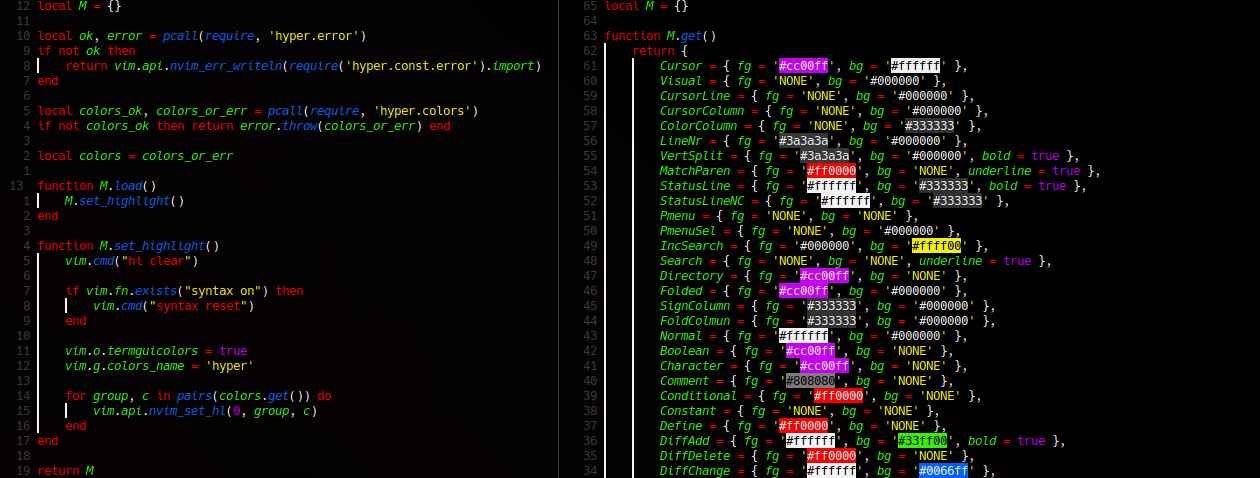 12 local M = {}
11
10 local ok, error = pcall(require, 'hyper.error')
9 if not ok then
8     return vim.api.nvim_err_writeln(require('hyper.const.error').import)
7 end
6
5 local colors_ok, colors_or_err = pcall(require, 'hyper.colors')
4 if not colors_ok then return error.throw(colors_or_err) end
3
2 local colors = colors_or_err
1
13 function M.load()
1     M.set_highlight()
2 end
3
4 function M.set_highlight()
5     vim.cmd("hi clear")
6
7     if vim.fn.exists("syntax on") then
8         vim.cmd("syntax reset")
9     end
10
11     vim.o.termguicolors = true
12     vim.g.colors_name = 'hyper'
13
14     for group, c in pairs(colors.get()) do
15         vim.api.nvim_set_hl(0, group, c)
16     end
17 end
18
19 return M
65 local M = {}
64
63 function M.get()
62     return {
61         Cursor = { fg = '#cc00ff', bg = '#ffffff' },
60         Visual = { fg = 'NONE', bg = '#000000' },
59         CursorLine = { fg = 'NONE', bg = '#000000' },
58         CursorColumn = { fg = 'NONE', bg = '#000000' },
57         ColorColumn = { fg = 'NONE', bg = '#333333' },
56         LineNr = { fg = '#3a3a3a', bg = '#000000' },
55         VertSplit = { fg = '#3a3a3a', bg = '#000000', bold = true },
54         MatchParen = { fg = '#ff0000', bg = 'NONE', underline = true },
53         StatusLine = { fg = '#ffffff', bg = '#333333', bold = true },
52         StatusLineNC = { fg = '#ffffff', bg = '#333333' },
51         Pmenu = { fg = 'NONE', bg = 'NONE' },
50         PmenuSel = { fg = 'NONE', bg = '#000000' },
49         IncSearch = { fg = '#000000', bg = '#ffff00' },
48         Search = { fg = 'NONE', bg = 'NONE', underline = true },
47         Directory = { fg = '#cc00ff', bg = 'NONE' },
46         Folded = { fg = '#cc00ff', bg = '#000000' },
45         SignColumn = { fg = '#333333', bg = '#000000' },
44         FoldColmun = { fg = '#333333', bg = '#000000' },
43         Normal = { fg = '#ffffff', bg = '#000000' },
42         Boolean = { fg = '#cc00ff', bg = 'NONE' },
41         Character = { fg = '#cc00ff', bg = 'NONE' },
40         Comment = { fg = '#808080', bg = 'NONE' },
39         Conditional = { fg = '#ff0000', bg = 'NONE' },
38         Constant = { fg = 'NONE', bg = 'NONE' },
37         Define = { fg = '#ff0000', bg = 'NONE' },
36         DiffAdd = { fg = '#ffffff', bg = '#33ff00', bold = true },
35         DiffDelete = { fg = '#ff0000', bg = 'NONE' },
34         DiffChange = { fg = '#ffffff', bg = '#0066ff' },